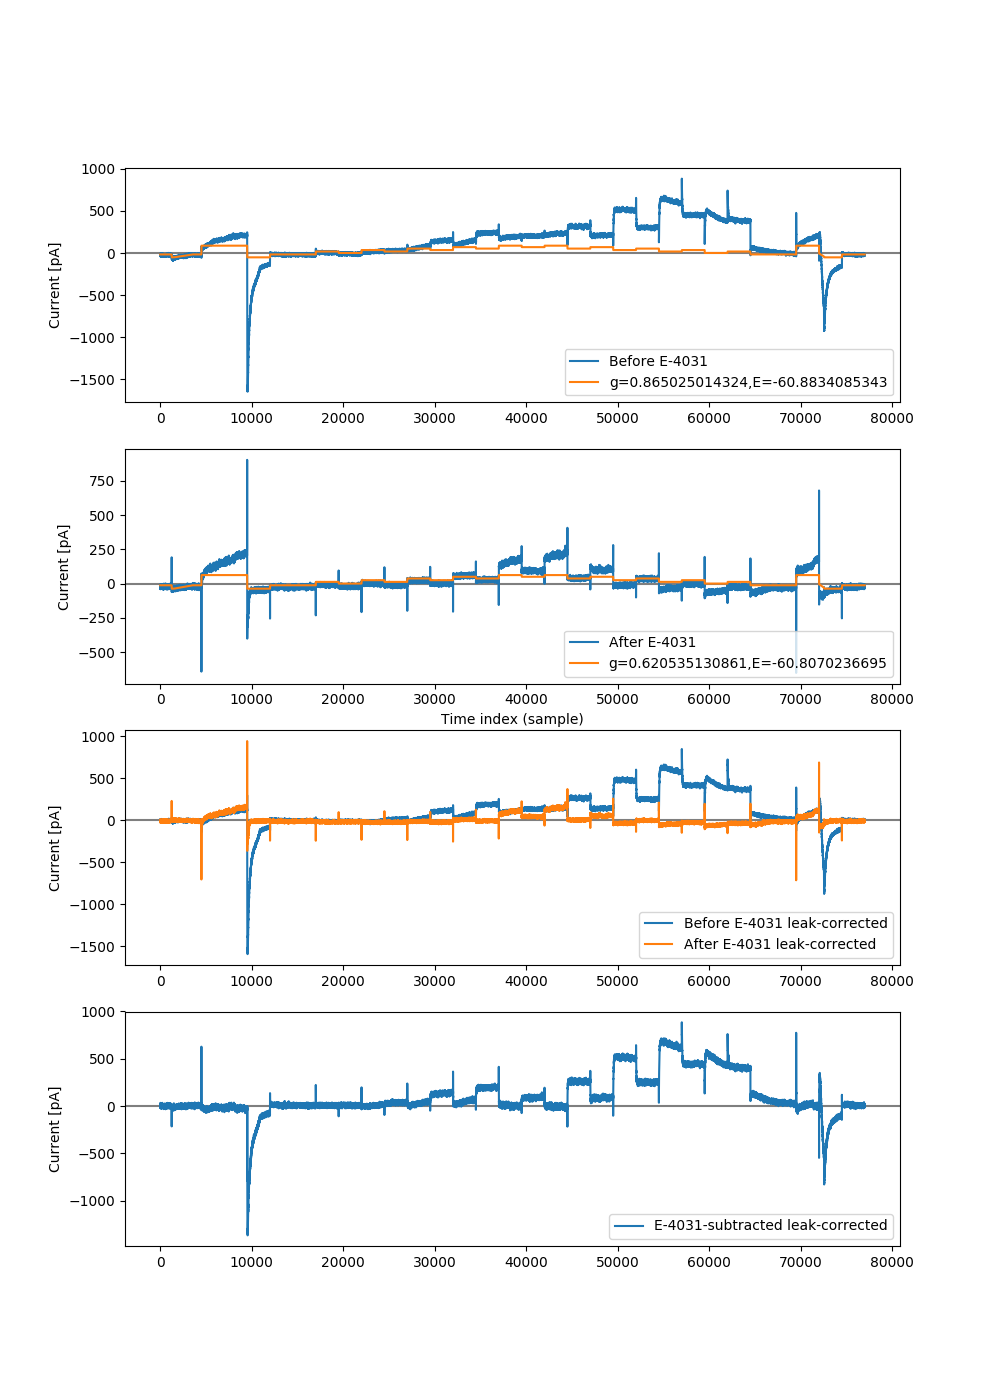 1000
500
0
−500
−1000
−1500
Current [pA]
Before E-4031
g=0.865025014324,E=-60.8834085343
0 10000 20000 30000 40000 50000 60000 70000 80000
750
500
250
0
−250
−500
Current [pA]
After E-4031
g=0.620535130861,E=-60.8070236695
0 10000 20000 30000 40000 50000 60000 70000 80000
Time index (sample)
1000
500
0
−500
−1000
−1500
Current [pA]
Before E-4031 leak-corrected
After E-4031 leak-corrected
0 10000 20000 30000 40000 50000 60000 70000 80000
1000
500
0
−500
−1000
Current [pA]
E-4031-subtracted leak-corrected
0 10000 20000 30000 40000 50000 60000 70000 80000